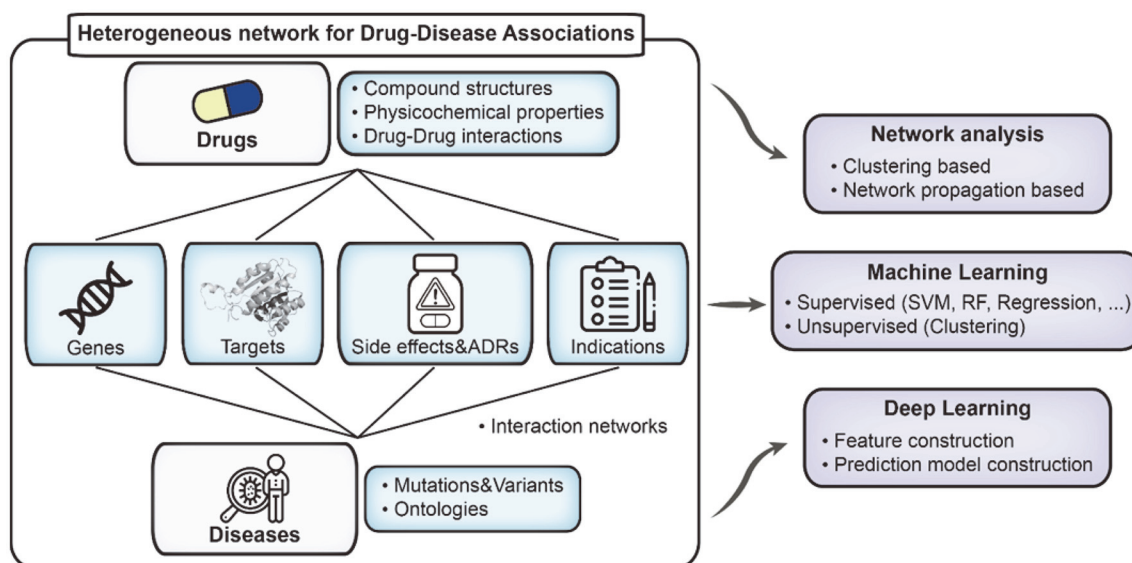 Heterogeneous network for Drug-Disease Associations
Drugs
• Compound structures
• Physicochemical properties
• Drug-Drug interactions
Genes
Targets
Side effects&ADRs
Indications
• Interaction networks
Diseases
• Mutations&Variants
• Ontologies
Network analysis
• Clustering based
• Network propagation based
Machine Learning
• Supervised (SVM, RF, Regression, ...)
• Unsupervised (Clustering)
Deep Learning
• Feature construction
• Prediction model construction